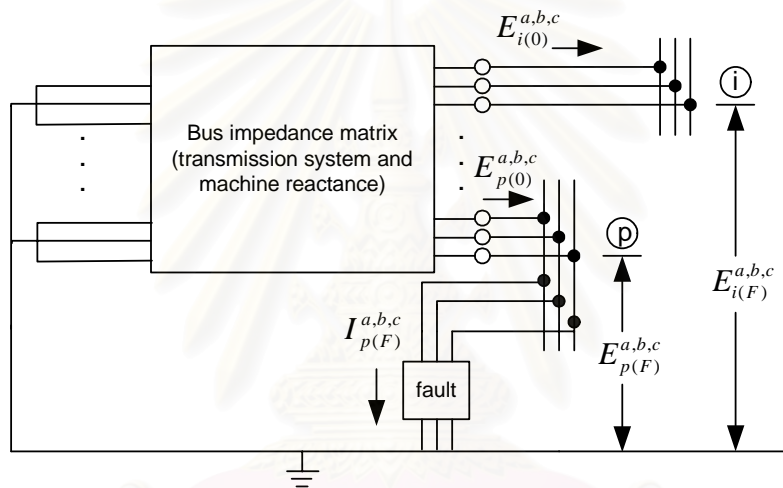 E_{i(0)}^{a,b,c}
i
Bus impedance matrix
(transmission system and
machine reactance)
E_{p(0)}^{a,b,c}
p
E_{i(F)}^{a,b,c}
I_{p(F)}^{a,b,c}
E_{p(F)}^{a,b,c}
fault